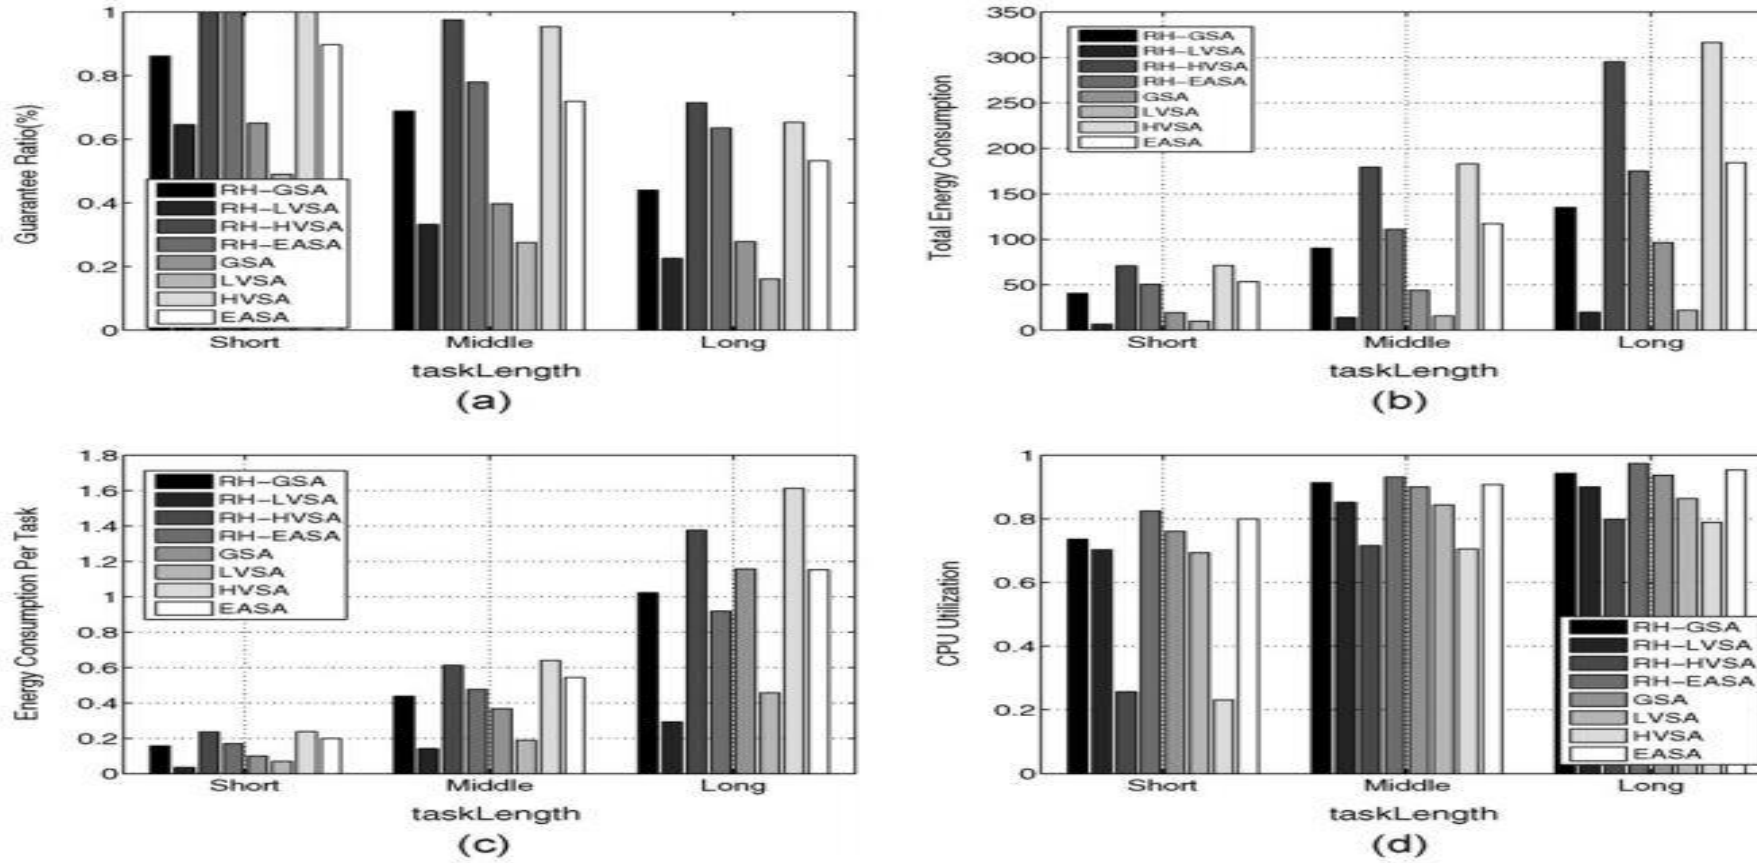 Guarantee Ratio(%)
1
0.8
0.6
0.4
0.2
0
RH-GSA
RH-LVSA
RH-HVSA
RH-EASA
GSA
LVSA
HVSA
EASA
Short Middle Long
taskLength
(a)
Total Energy Consumption
350
300
250
200
150
100
50
0
RH-GSA
RH-LVSA
RH-HVSA
RH-EASA
GSA
LVSA
HVSA
EASA
Short Middle Long
taskLength
(b)
Energy Consumption Per Task
1.8
1.6
1.4
1.2
1
0.8
0.6
0.4
0.2
0
RH-GSA
RH-LVSA
RH-HVSA
RH-EASA
GSA
LVSA
HVSA
EASA
Short Middle Long
taskLength
(c)
CPU Utilization
1
0.8
0.6
0.4
0.2
0
RH-GSA
RH-LVSA
RH-HVSA
RH-EASA
GSA
LVSA
HVSA
EASA
Short Middle Long
taskLength
(d)